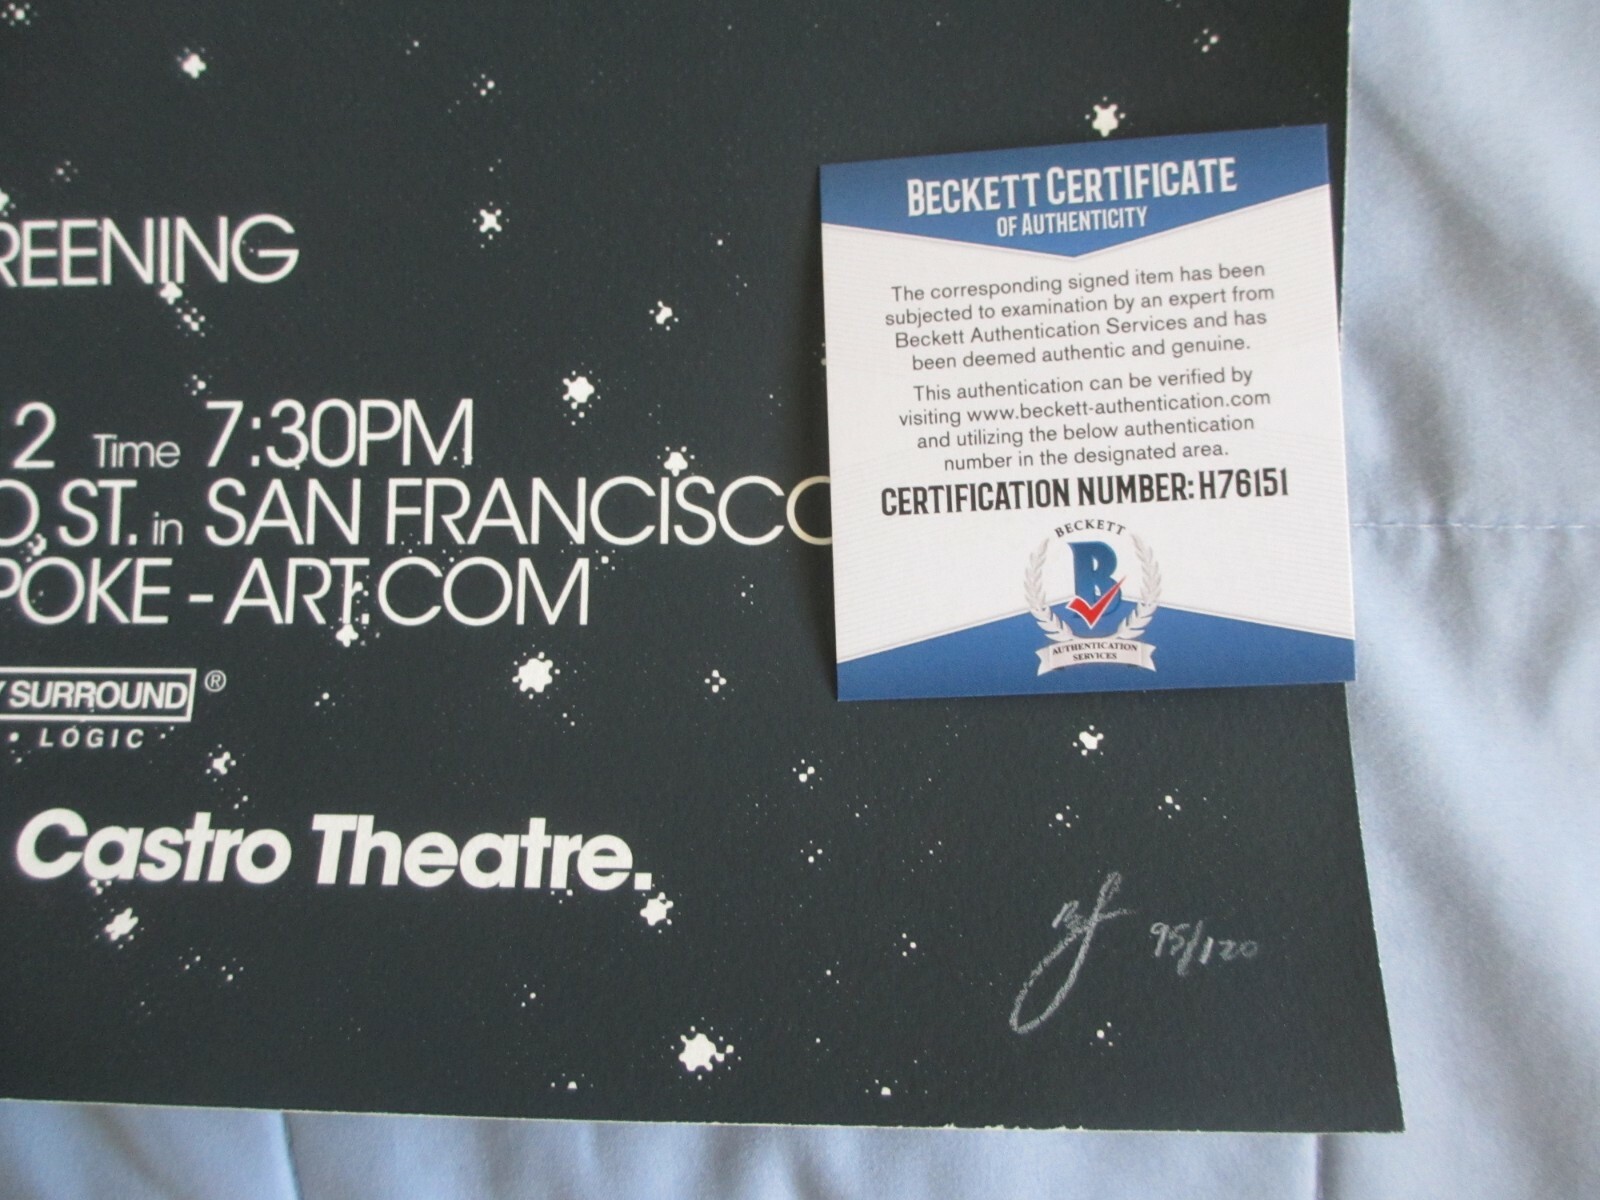 REENING
2 Time 7:30PM
O ST. in SAN FRANCISCO
POKE - ART.COM
Y SURROUND ®
• LOGIC •
Castro Theatre.
95/120
BECKETT CERTIFICATE
OF AUTHENTICITY
The corresponding signed item has been
subjected to examination by an expert from
Beckett Authentication Services and has
been deemed authentic and genuine.
This authentication can be verified by
visiting www.beckett-authentication.com
and utilizing the below authentication
number in the designated area.
CERTIFICATION NUMBER: H76151
BECKETT
B
AUTHENTICATION
SERVICES